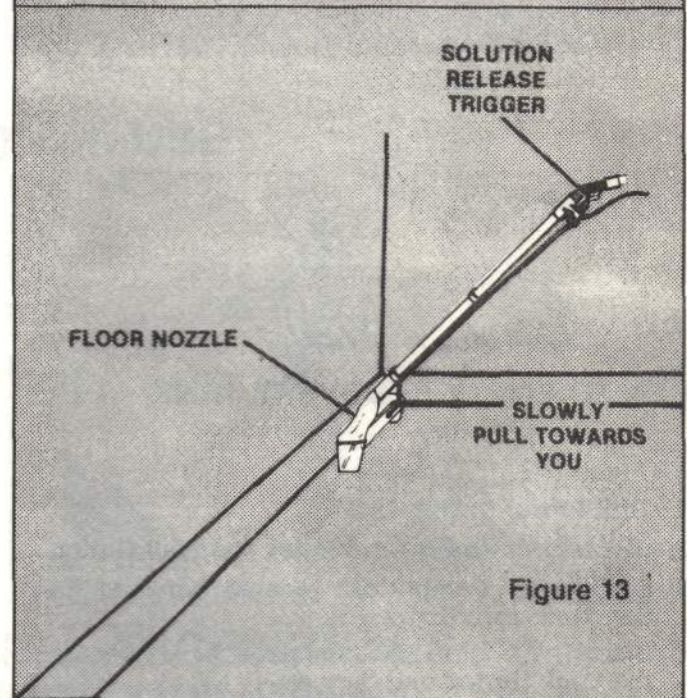 SOLUTION
RELEASE
TRIGGER
FLOOR NOZZLE
SLOWLY
PULL TOWARDS
YOU
Figure 13